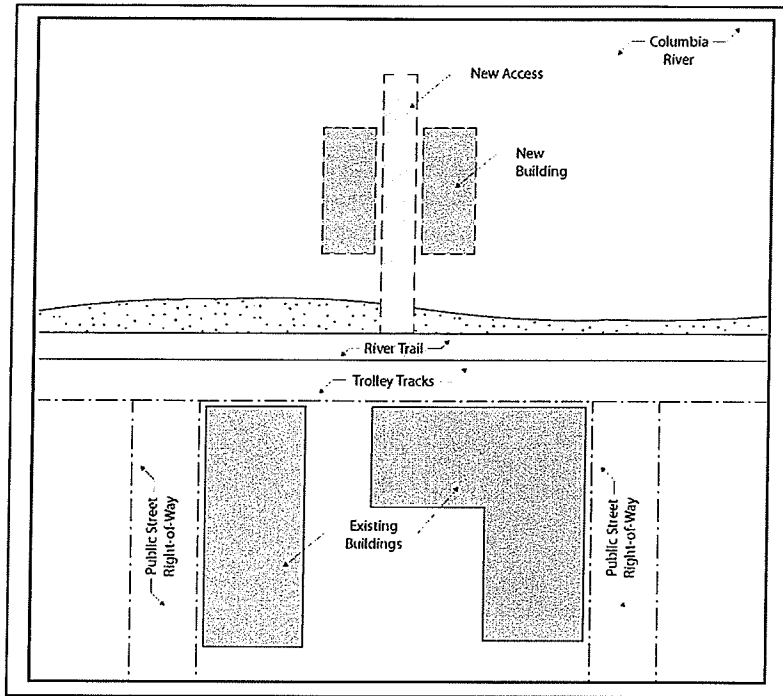 Columbia
River
New Access
New
Building
River Trail
Trolley Tracks
Public Street
Right-of-Way
Existing
Buildings
Public Street
Right-of-Way